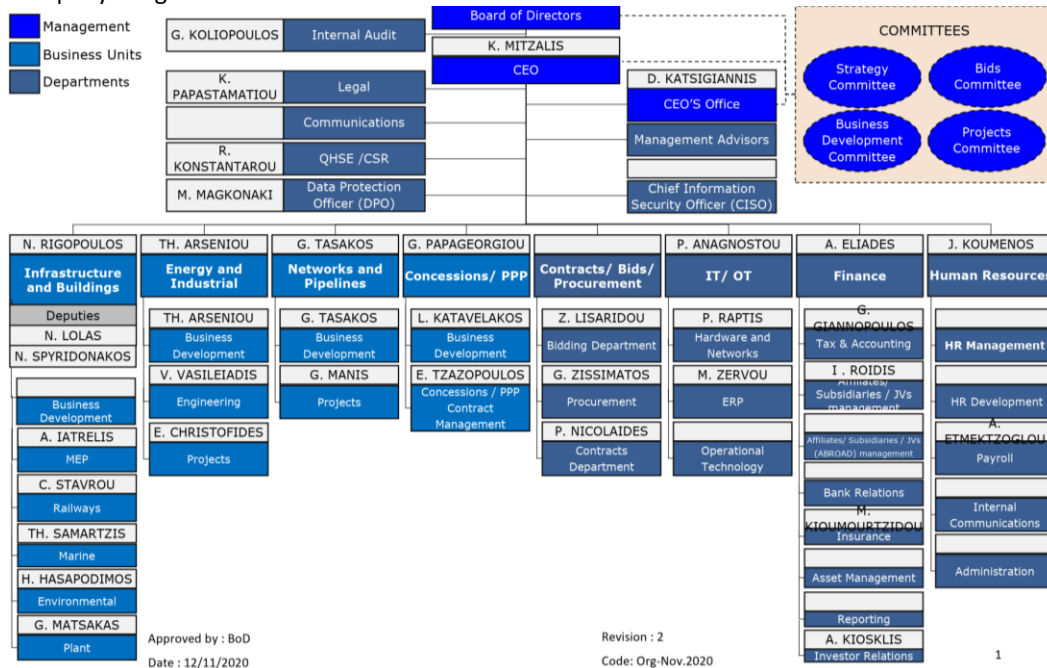 Management
Business Units
Departments
G. KOLIOPOULOS
Internal Audit
K. PAPASTAMATIOU
Legal
Communications
R. KONSTANTAROU
QHSE /CSR
M. MAGKONAKI
Data Protection
Officer (DPO)
Board of Directors
K. MITZALIS
CEO
D. KATSIGIANNIS
CEO'S Office
Management Advisors
Chief Information
Security Officer (CISO)
COMMITTEES
Strategy
Committee
Bids
Committee
Business
Development
Committee
Projects
Committee
N. RIGOPOULOS
Infrastructure
and Buildings
Deputies
N. LOLAS
N. SPYRIDONAKOS
Business
Development
A. IATRELIS
MEP
C. STAVROU
Railways
TH. SAMARTZIS
Marine
H. HASAPODIMOS
Environmental
G. MATSAKAS
Plant
TH. ARSENIOU
Energy and
Industrial
TH. ARSENIOU
Business
Development
V. VASILEIADIS
Engineering
E. CHRISTOFIDES
Projects
G. TASAKOS
Networks and
Pipelines
G. TASAKOS
Business
Development
G. MANIS
Projects
G. PAPAGEORGIOU
Concessions/ PPP
L. KATAVELAKOS
Business
Development
E. TZAZOPOULOS
Concessions / PPP
Contract
Management
Contracts/ Bids/
Procurement
Z. LISARIDOU
Bidding Department
G. ZISSIMATOS
Procurement
P. NICOLAIDES
Contracts
Department
P. ANAGNOSTOU
IT/ OT
P. RAPTIS
Hardware and
Networks
M. ZERVOU
ERP
Operational
Technology
A. ELIADES
Finance
G.
GIANNOPOULOS
Tax & Accounting
I . ROIDIS
Affiliates/
Subsidiaries / JVs
management
Affiliates/ Subsidiaries / JVs
(ABROAD) management
Bank Relations
M.
KIOUMOURTZIDOU
Insurance
Asset Management
Reporting
A. KIOSKLIS
Investor Relations
J. KOUMENOS
Human Resources
HR Management
HR Development
A.
ETMEKTZOGLOU
Payroll
Internal
Communications
Administration
Approved by : BoD
Date : 12/11/2020
Revision : 2
Code: Org-Nov.2020
1